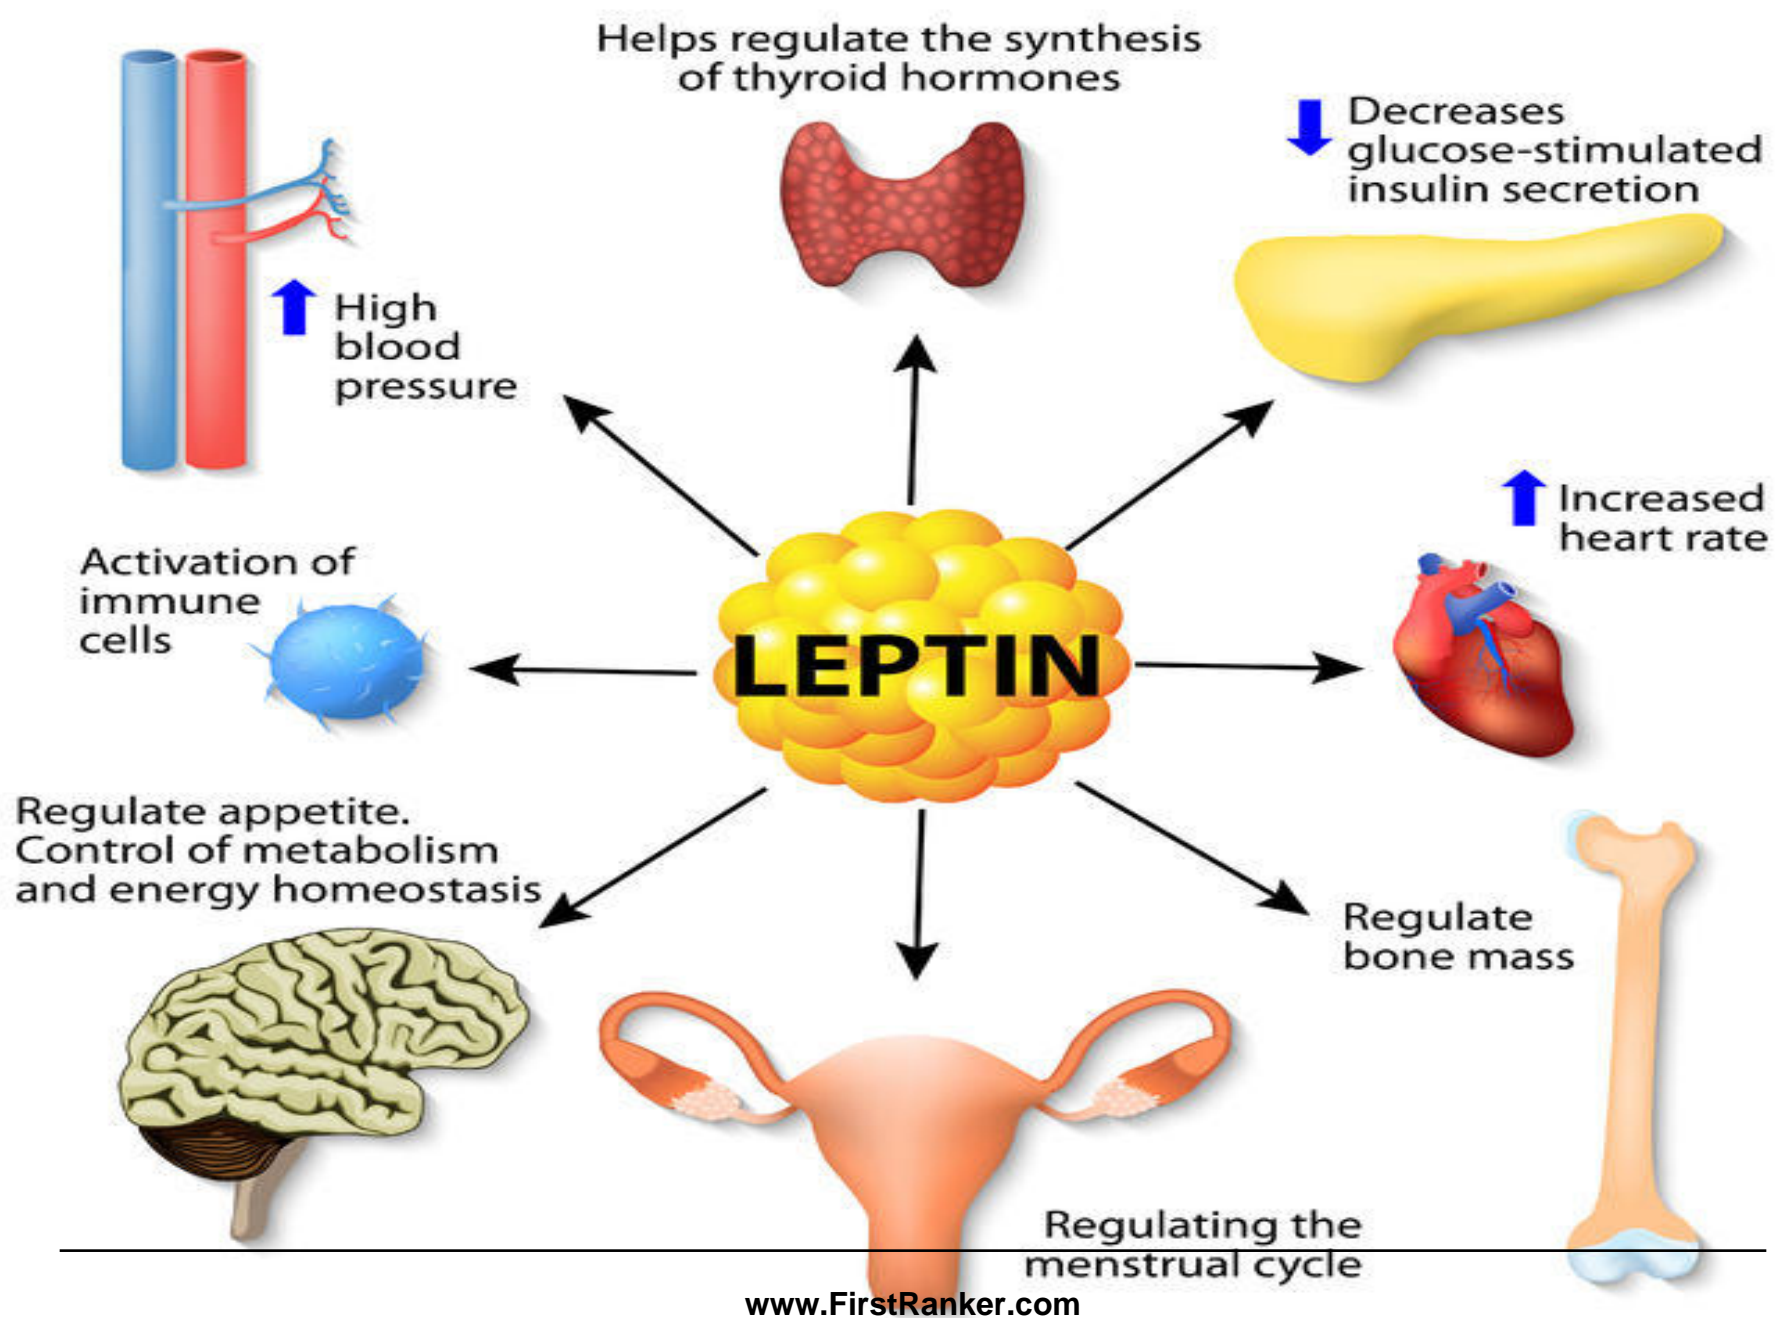 Helps regulate the synthesis
of thyroid hormones
Decreases
glucose-stimulated
insulin secretion
High
blood
pressure
Increased
heart rate
Activation of
immune
cells
LEPTIN
Regulate appetite.
Control of metabolism
and energy homeostasis
Regulate
bone mass
Regulating the
menstrual cycle
www.FirstRanker.com